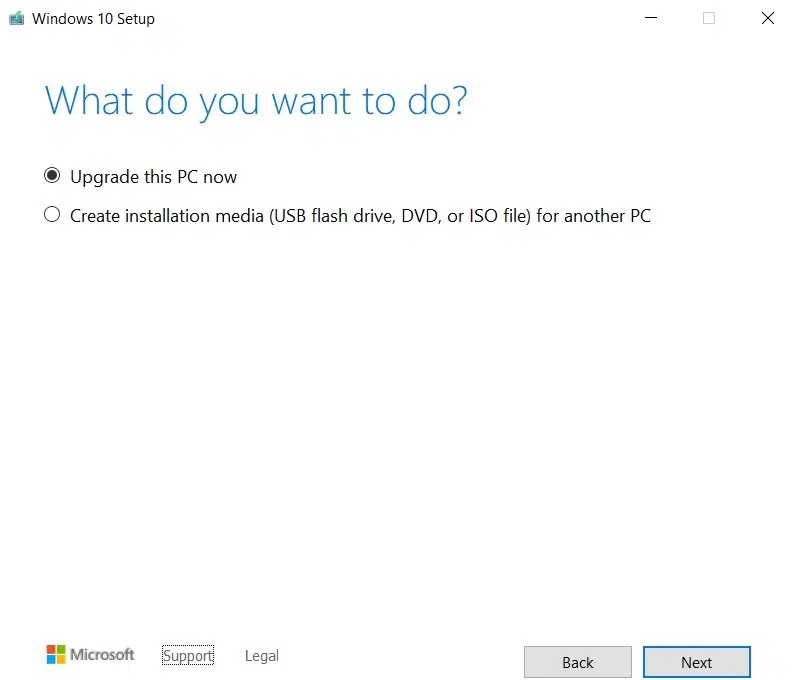 Windows 10 Setup
What do you want to do?
Upgrade this PC now
Create installation media (USB flash drive, DVD, or ISO file) for another PC
Microsoft Support Legal Back Next